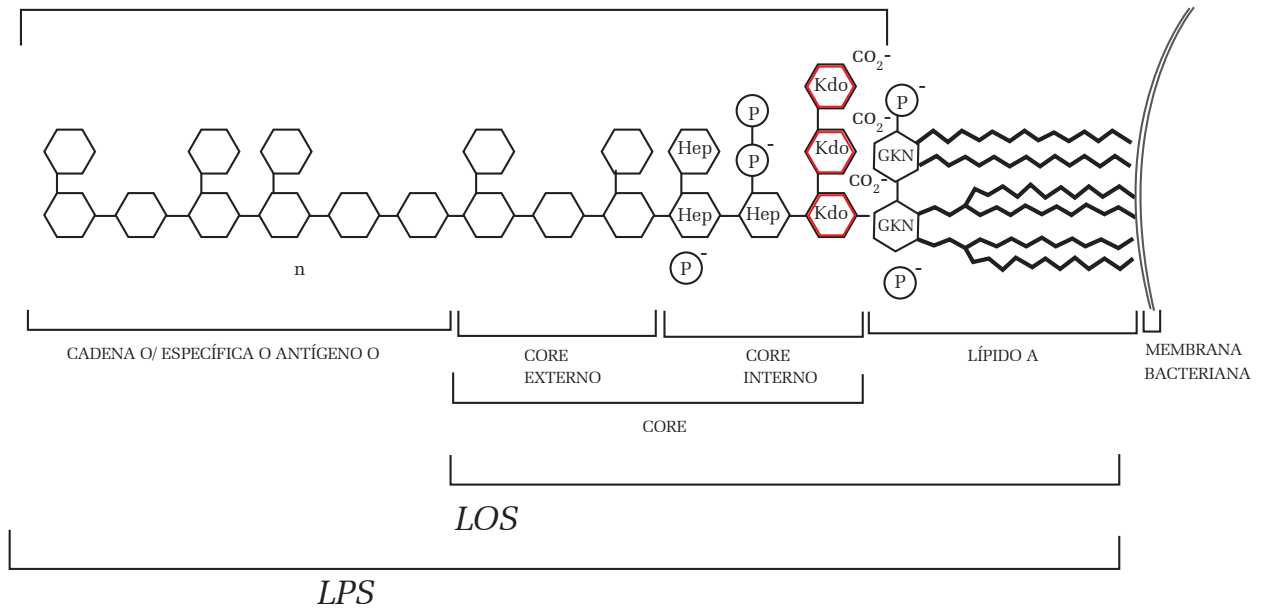 CO2-
Kdo
P-
P
CO2-
Hep
P-
Kdo
GKN
CO2-
Hep
Hep
Kdo
GKN
n
P-
P-
CADENA O/ ESPECÍFICA O ANTÍGENO O
CORE
EXTERNO
CORE
INTERNO
LÍPIDO A
MEMBRANA
BACTERIANA
CORE
LOS
LPS